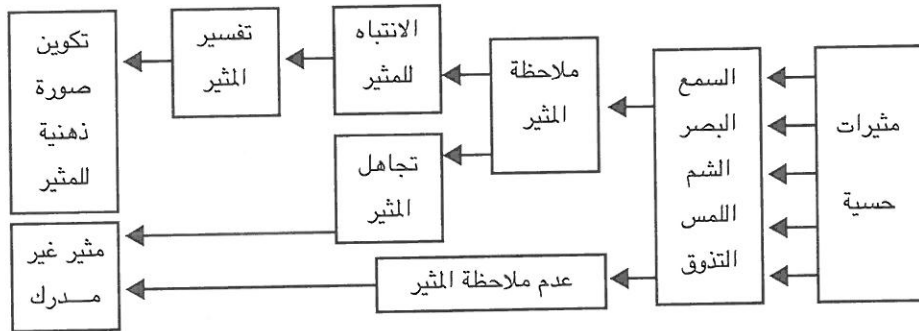 مثيرات
حسية
السمع
البصر
الشم
اللمس
التذوق
ملاحظة
المثير
الانتباه
للمثير
تفسير
المثير
تكوين
صورة
ذهنية
للمثير
تجاهل
المثير
عدم ملاحظة المثير
مثير غير
مــدرك